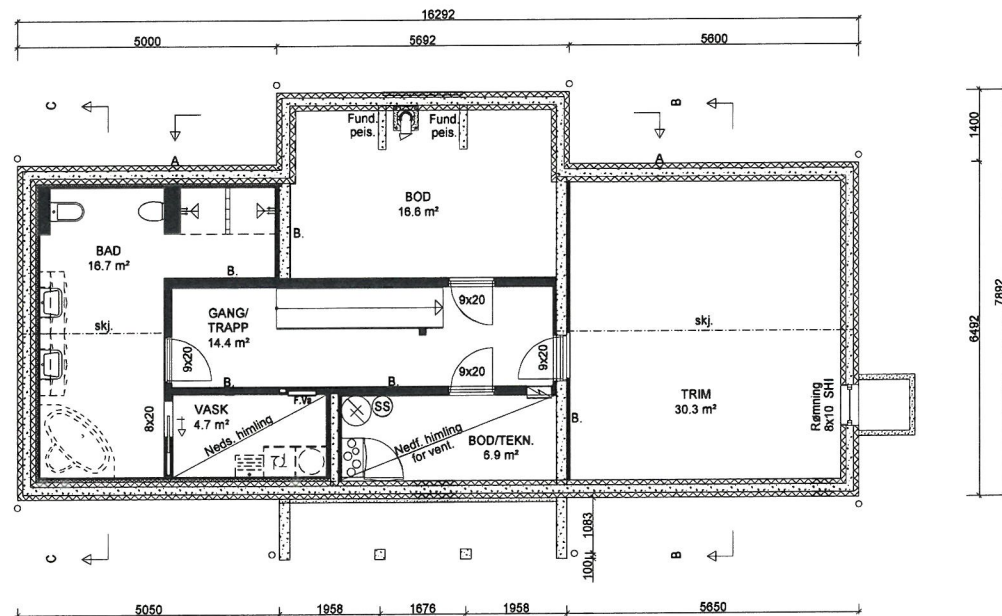 16292
5000
5692
5600
C
B
A
A
Fund.
peis.
Fund.
peis.
1400
BOD
16.6 m²
BAD
16.7 m²
B.
B.
9x20
GANG/
TRAPP
14.4 m²
skj.
skj.
7892
6492
9x20
9x20
9x20
B.
B.
F.Vs
TRIM
30.3 m²
Rømning
8x10 SHI
8x20
VASK
4.7 m²
Neds. himling
SS
Nedf. himling
for vent.
BOD/TEKN.
6.9 m²
B.
C
B
1083
100
5050
1958
1676
1958
5650